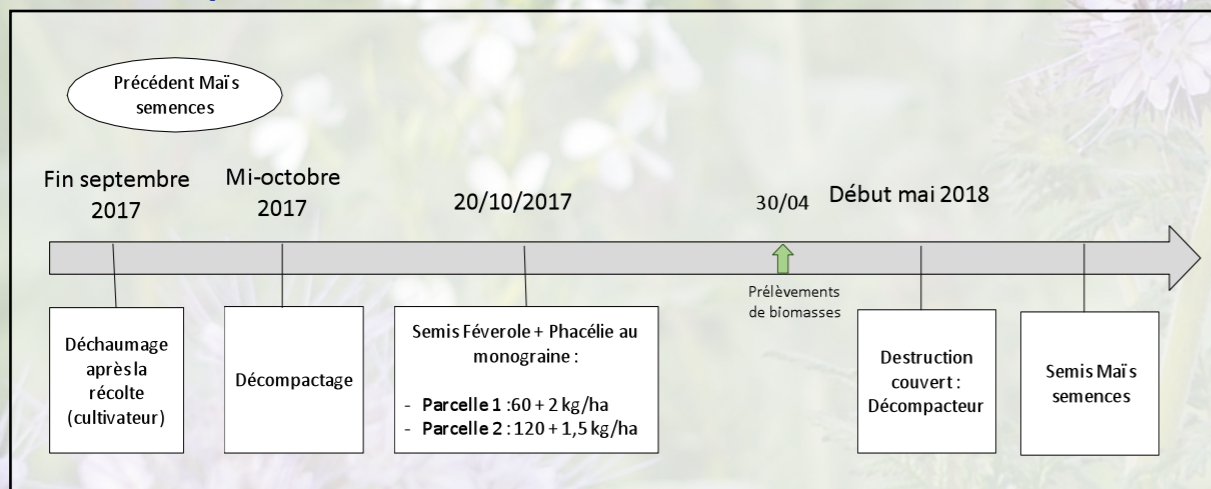 Précédent Maïs
semences
Fin septembre
2017
Mi-octobre
2017
20/10/2017
30/04
Début mai 2018
Prélèvements
de biomasses
Déchaumage
après la
récolte
(cultivateur)
Décompactage
Semis Féverole + Phacélie au
monograine :
- Parcelle 1 :60 + 2 kg/ha
- Parcelle 2 : 120 + 1,5 kg/ha
Destruction
couvert :
Décompacteur
Semis Maïs
semences